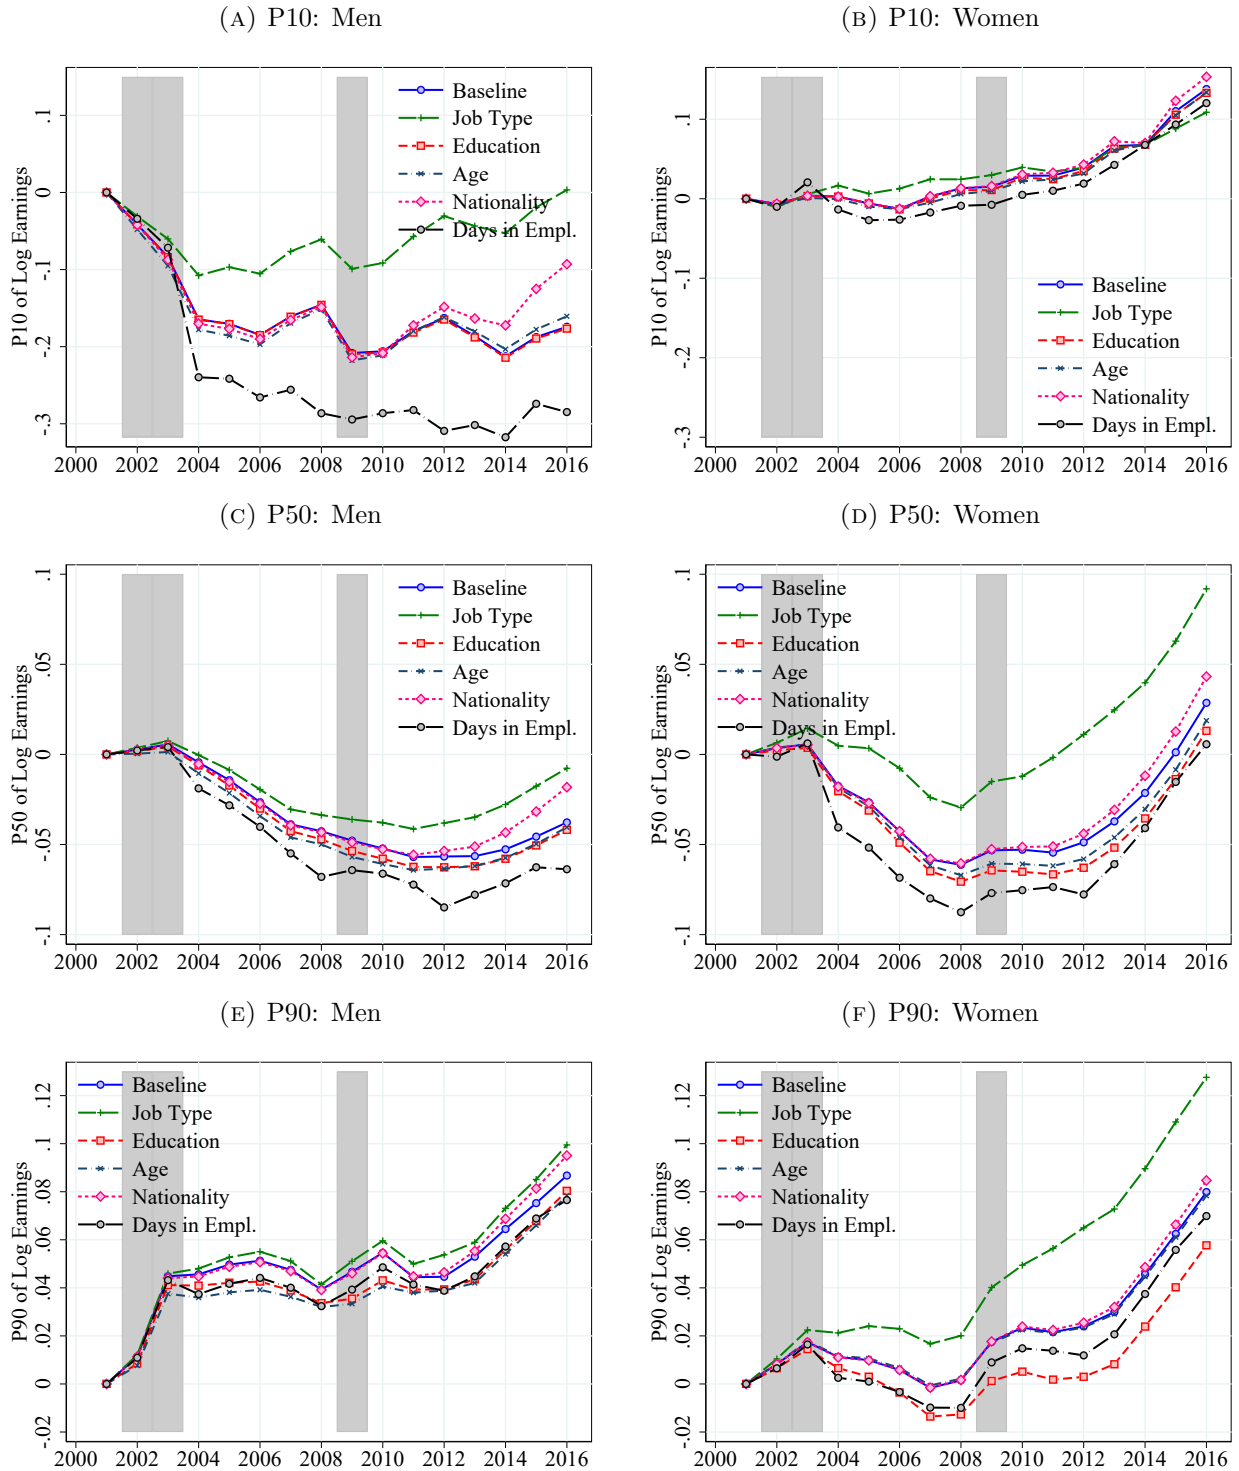 (A) P10: Men
P10 of Log Earnings
.1
0
-.1
-.2
-.3
Baseline
Job Type
Education
Age
Nationality
Days in Empl.
2000 2002 2004 2006 2008 2010 2012 2014 2016
(B) P10: Women
P10 of Log Earnings
.1
0
-.1
-.2
-.3
Baseline
Job Type
Education
Age
Nationality
Days in Empl.
2000 2002 2004 2006 2008 2010 2012 2014 2016
(C) P50: Men
P50 of Log Earnings
.1
.05
0
-.05
-.1
Baseline
Job Type
Education
Age
Nationality
Days in Empl.
2000 2002 2004 2006 2008 2010 2012 2014 2016
(D) P50: Women
P50 of Log Earnings
.1
.05
0
-.05
-.1
Baseline
Job Type
Education
Age
Nationality
Days in Empl.
2000 2002 2004 2006 2008 2010 2012 2014 2016
(E) P90: Men
P90 of Log Earnings
.12
.1
.08
.06
.04
.02
0
-.02
Baseline
Job Type
Education
Age
Nationality
Days in Empl.
2000 2002 2004 2006 2008 2010 2012 2014 2016
(F) P90: Women
P90 of Log Earnings
.12
.1
.08
.06
.04
.02
0
-.02
Baseline
Job Type
Education
Age
Nationality
Days in Empl.
2000 2002 2004 2006 2008 2010 2012 2014 2016